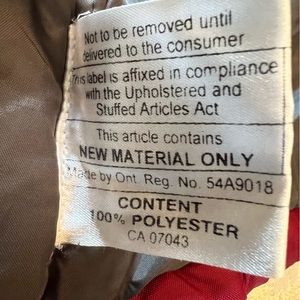 Not to be removed until
delivered to the consumer
This label is affixed in compliance
with the Upholstered and
Stuffed Articles Act
This article contains
NEW MATERIAL ONLY
Made by Ont. Reg. No. 54A9018
CONTENT
100% POLYESTER
CA 07043